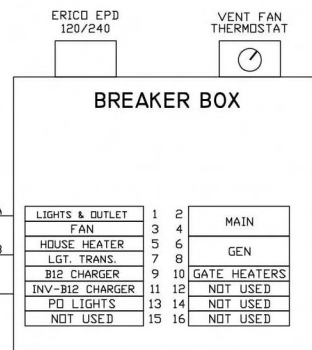 ERICO EPD
120/240
VENT FAN
THERMOSTAT
BREAKER BOX
LIGHTS & OUTLET 1 2 MAIN
FAN 3 4
HOUSE HEATER 5 6 GEN
LGT. TRANS. 7 8
B12 CHARGER 9 10 GATE HEATERS
INV-B12 CHARGER 11 12 NOT USED
PO LIGHTS 13 14 NOT USED
NOT USED 15 16 NOT USED